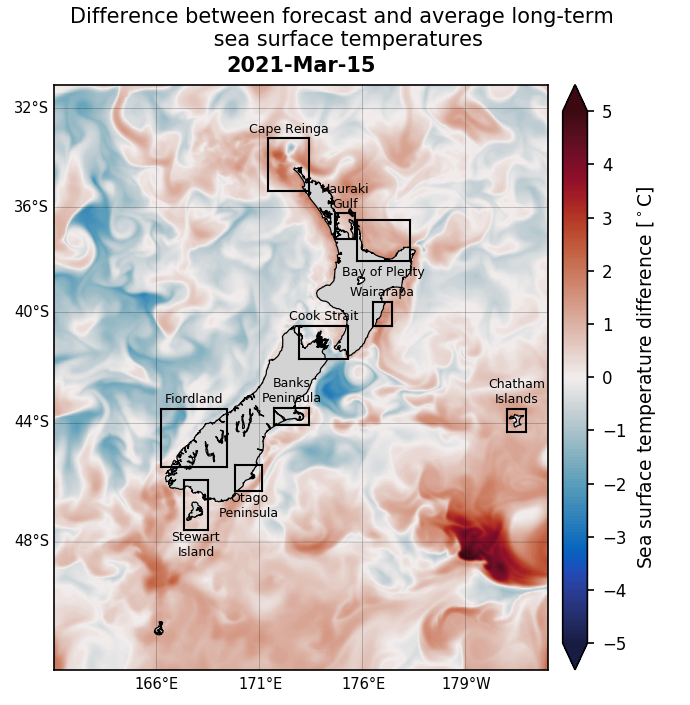 Difference between forecast and average long-term
sea surface temperatures
2021-Mar-15
32°S
36°S
40°S
44°S
48°S
166°E
171°E
176°E
179°W
Cape Reinga
Hauraki
Gulf
Bay of Plenty
Wairarapa
Cook Strait
Banks
Peninsula
Fiordland
Chatham
Islands
Otago
Peninsula
Stewart
Island
5
4
3
2
1
0
−1
−2
−3
−4
−5
Sea surface temperature difference [°C]